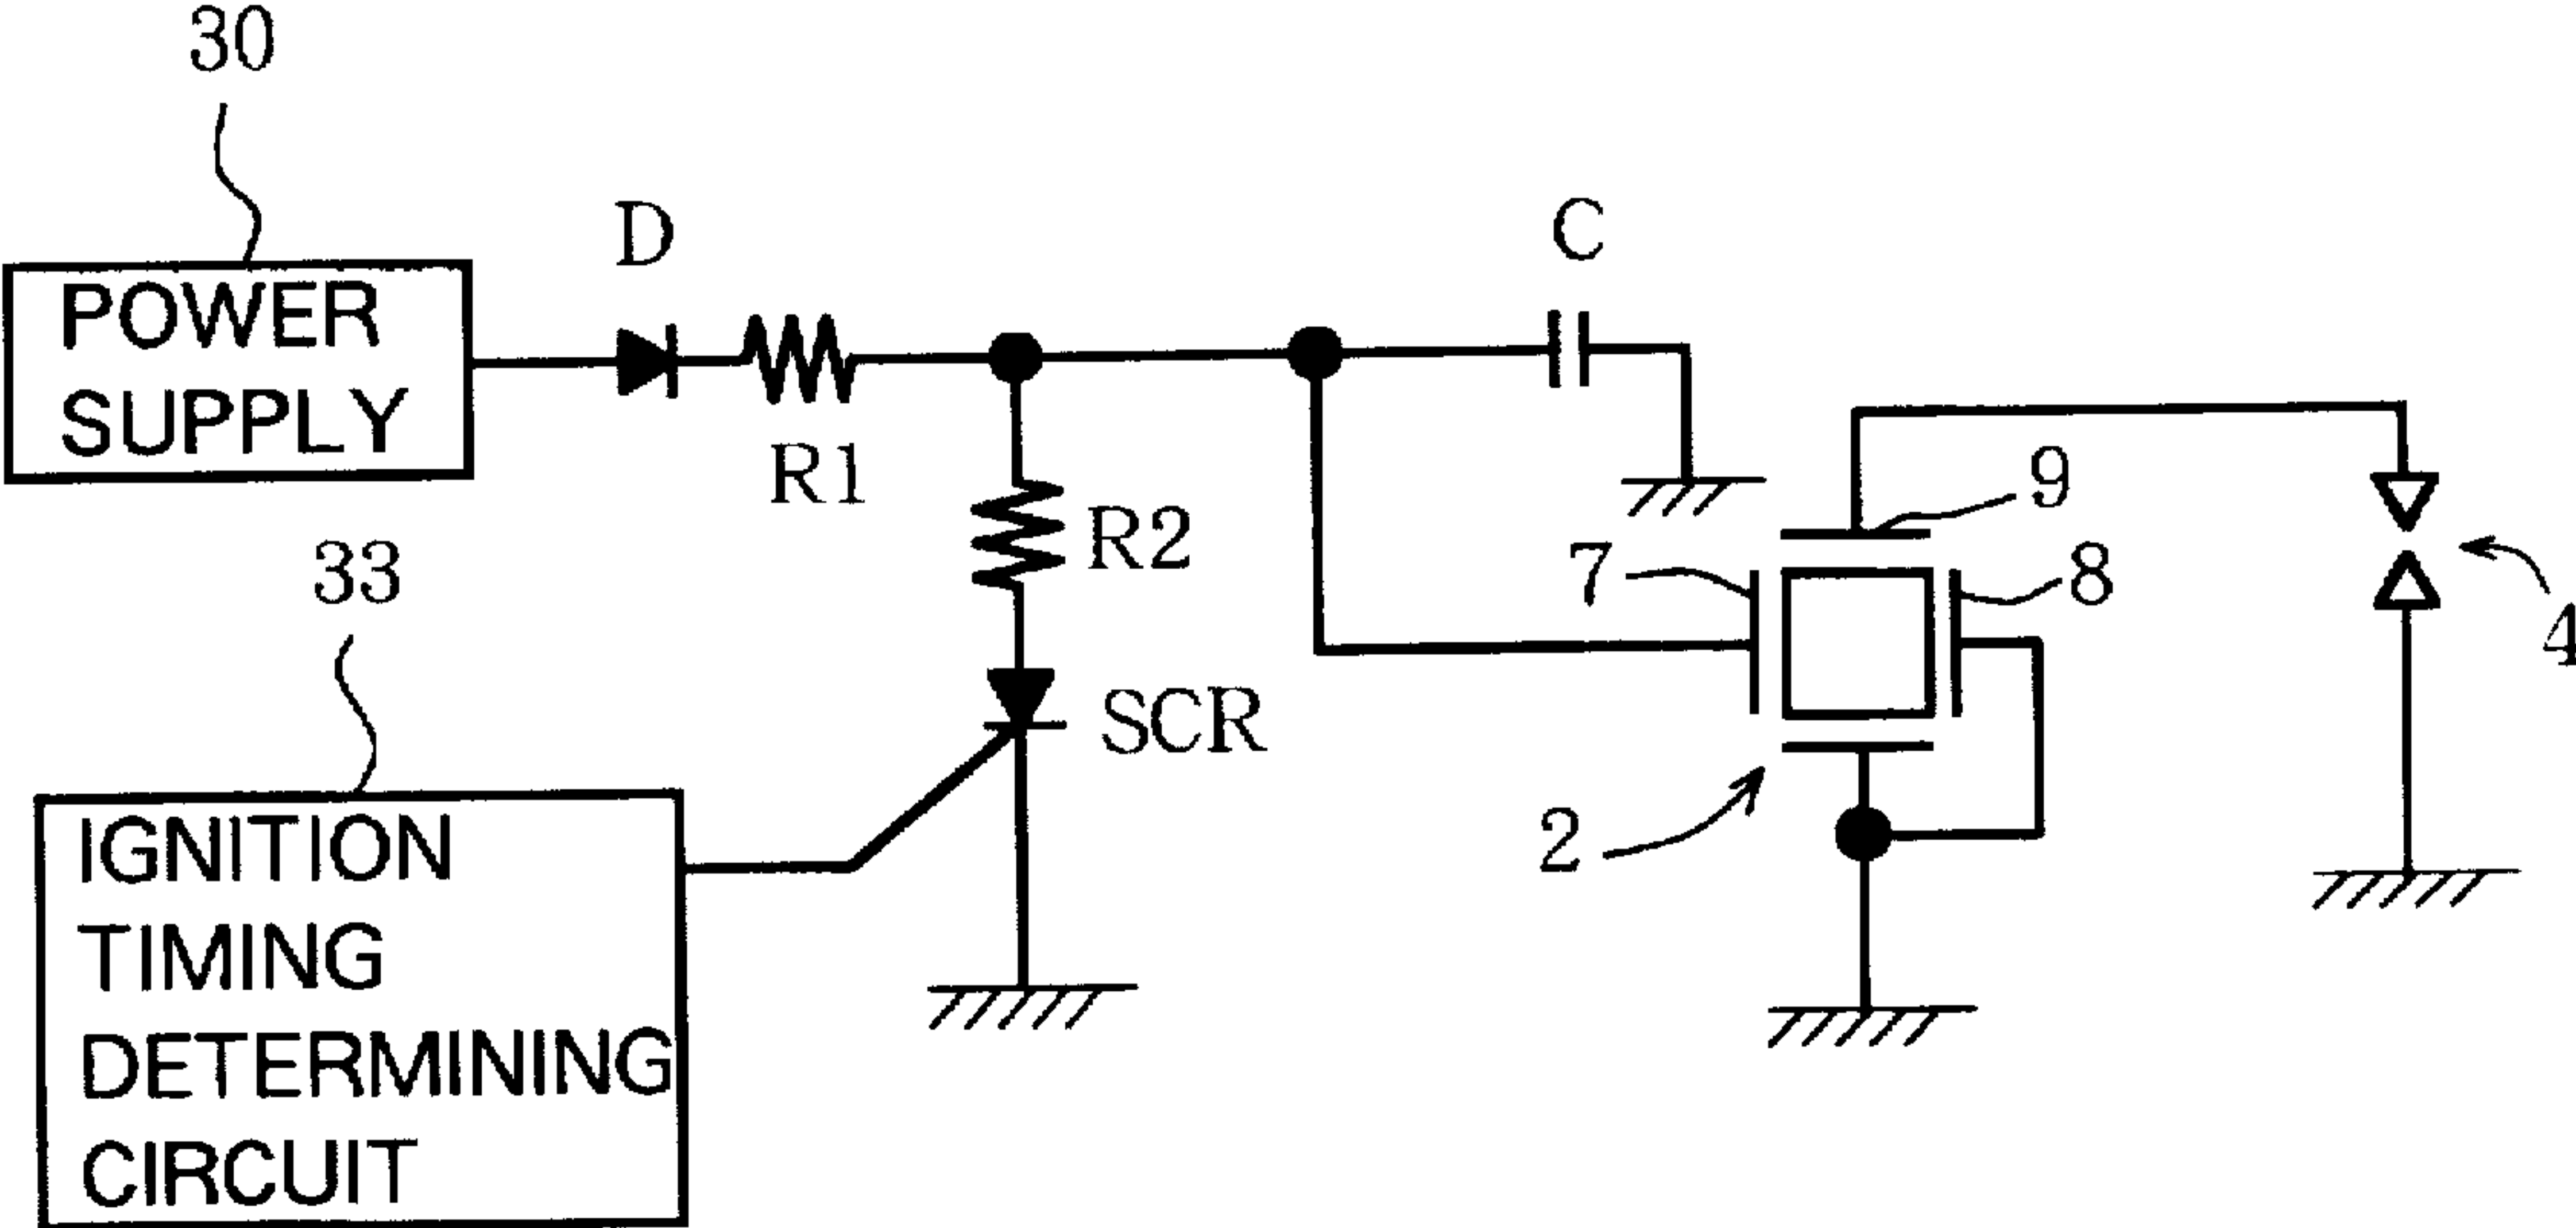 30
D
C
POWER
SUPPLY
R1
9
R2
7
8
33
4
SCR
2
IGNITION
TIMING
DETERMINING
CIRCUIT